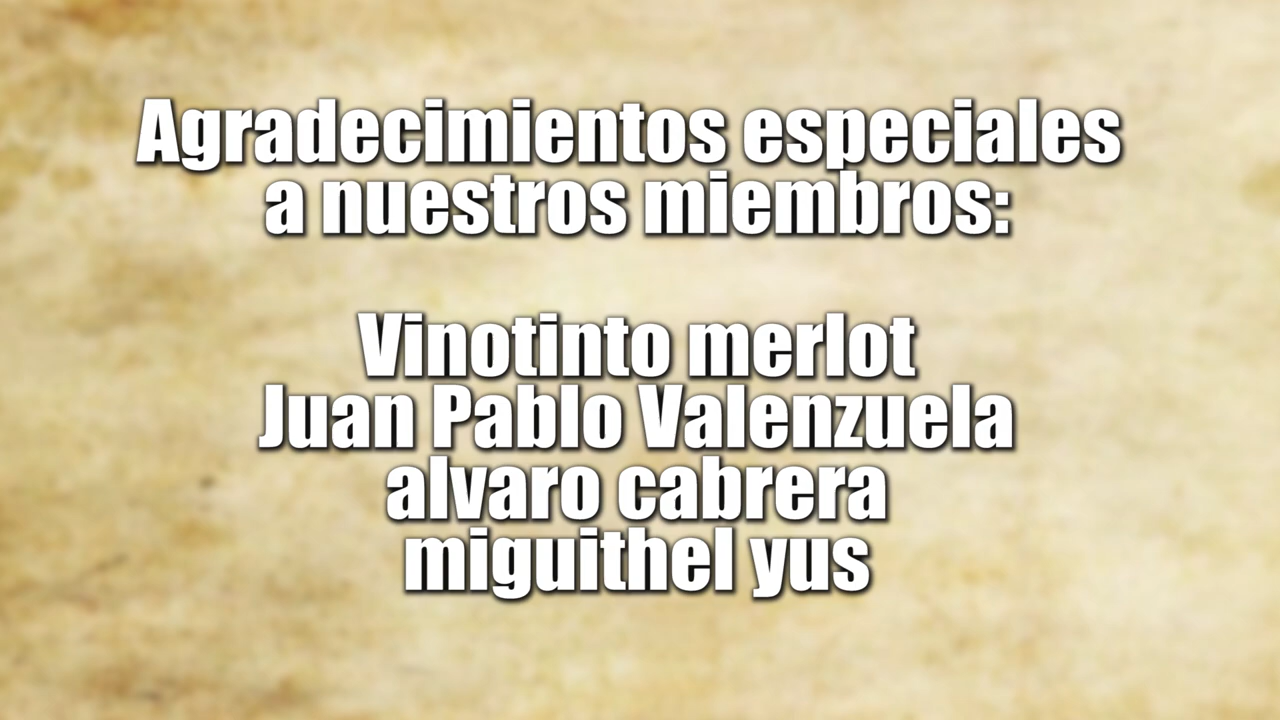 Agradecimientos especiales
a nuestros miembros:
Vinotinto merlot
Juan Pablo Valenzuela
alvaro cabrera
miguithel yus